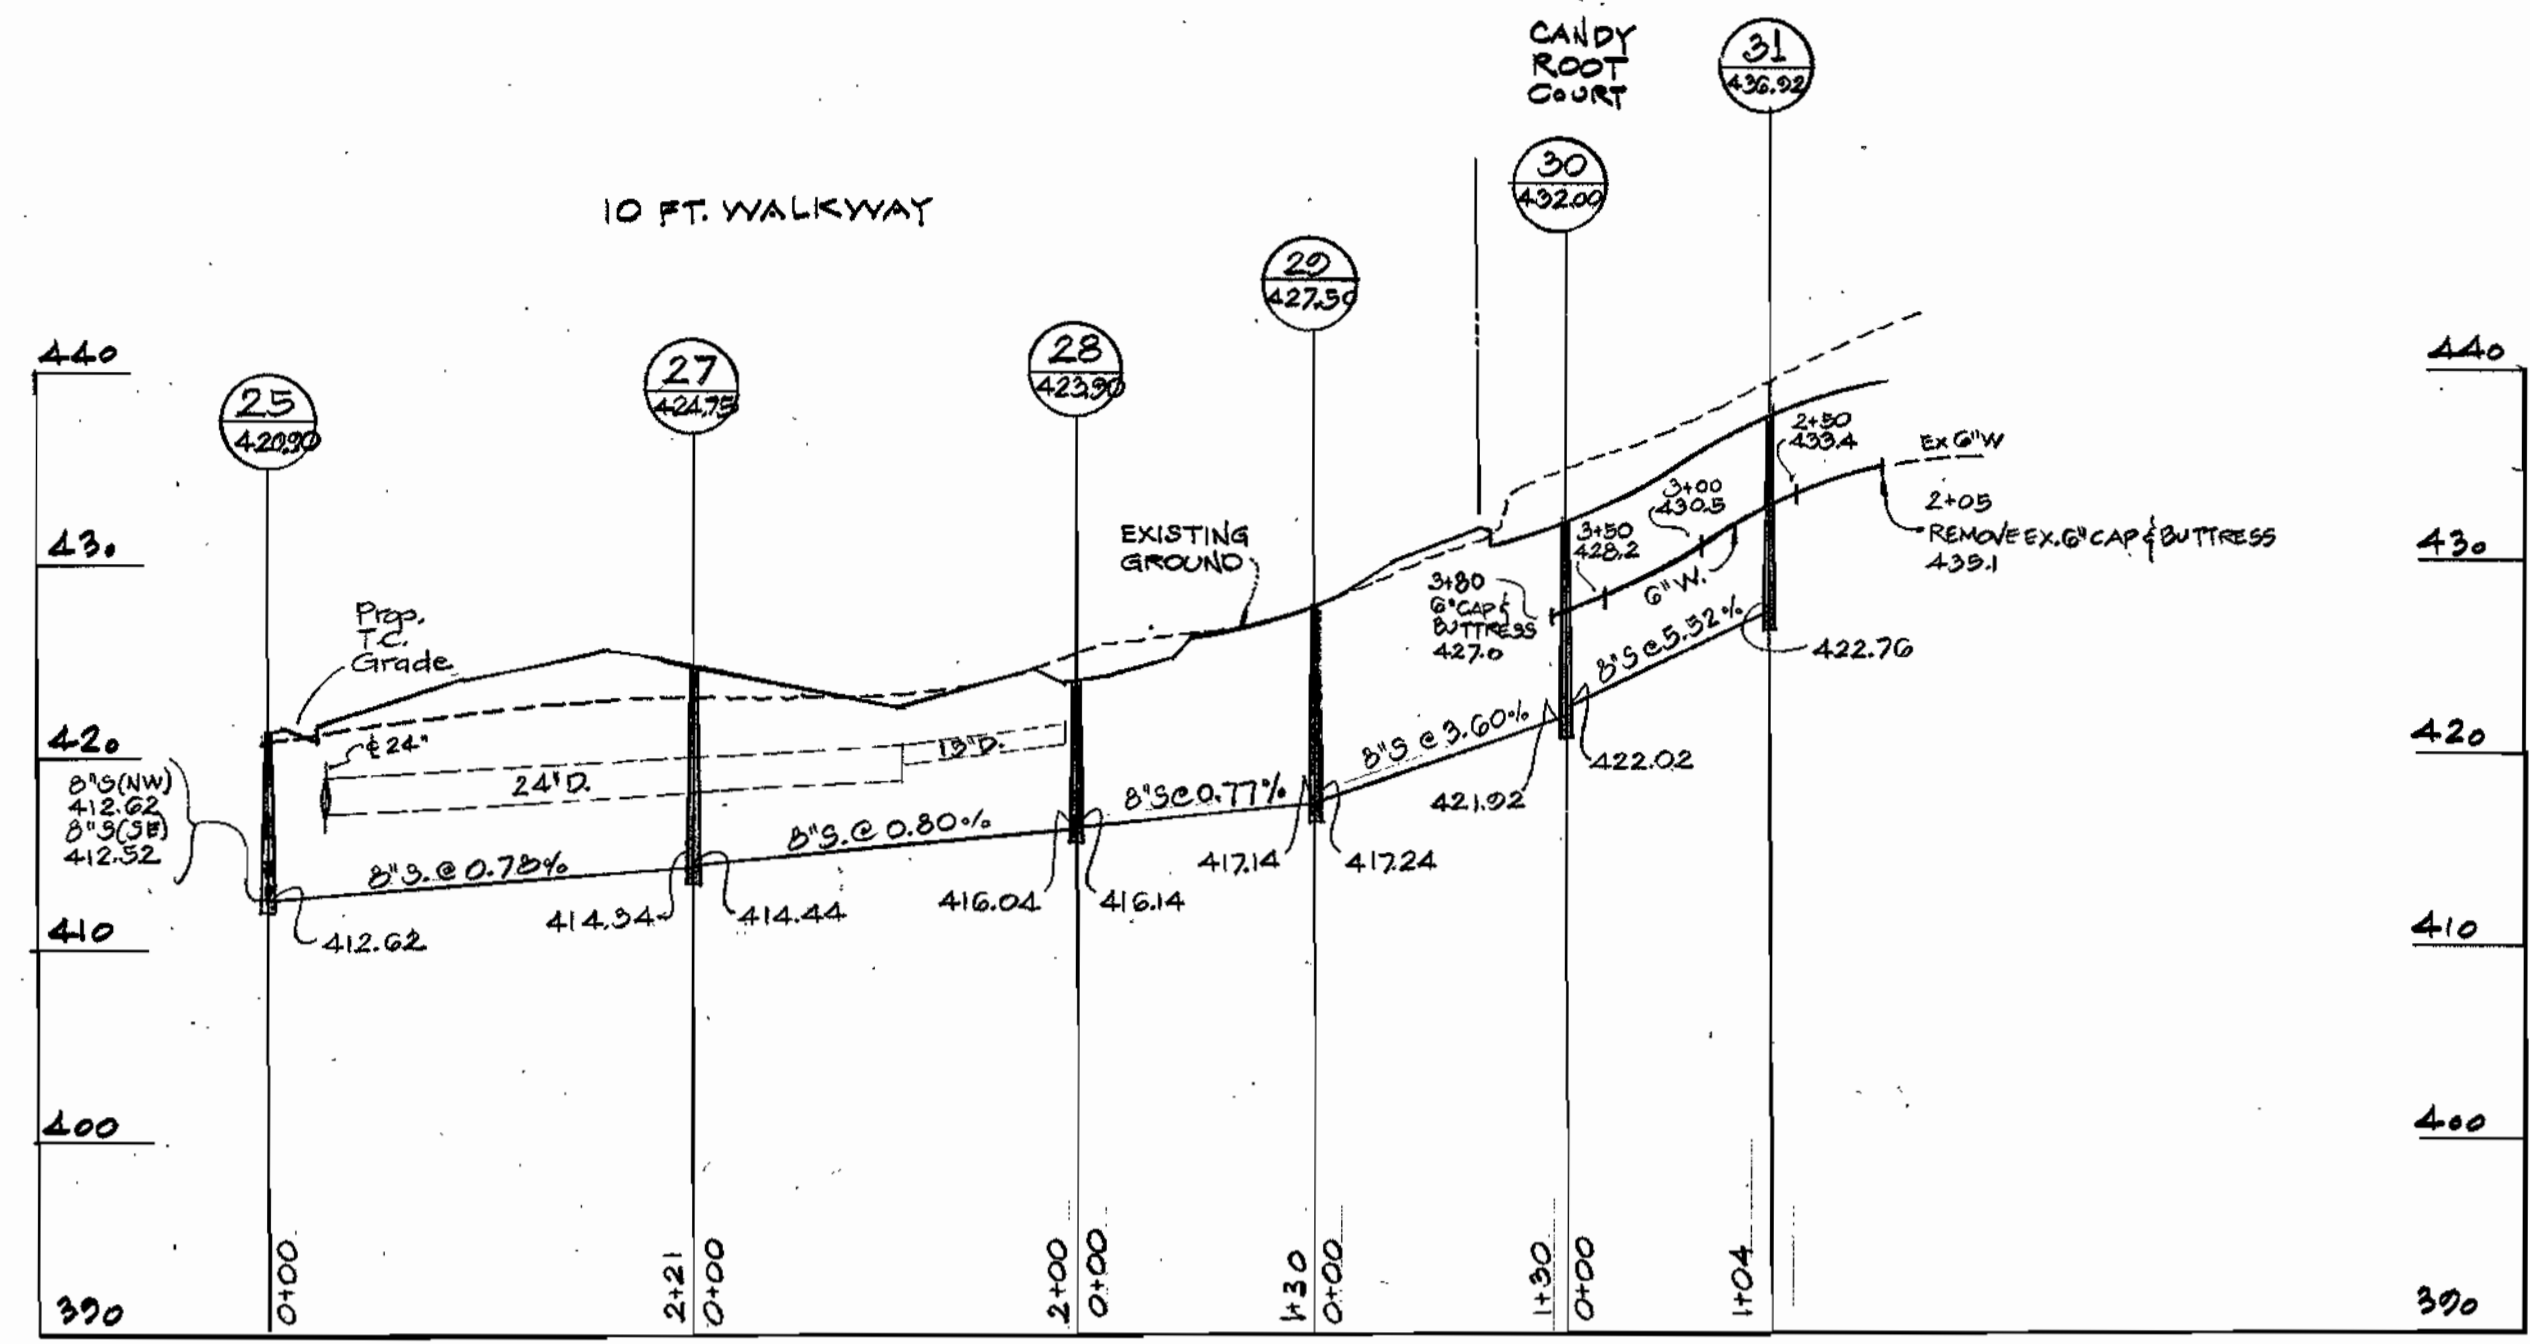 CANDY
ROOT
COURT
31
436.92
30
432.00
10 FT. WALKWAY
29
427.50
28
423.90
27
424.75
25
420.90
440
440
2+50
433.4
EX 6"W
3+00
430.5
2+05
REMOVE EX. 6" CAP & BUTTRESS
435.1
EXISTING
GROUND
3+50
428.2
430
430
3+80
6" CAP &
BUTTRESS
427.0
6" W.
Prop.
T.C.
Grade
8"S @ 5.52%
422.76
420
420
₵ 24"
15"D.
24"D.
8"S @ 3.60%
422.02
421.92
8"S(NW)
412.62
8"S(SE)
412.52
8"S @ 0.77%
8"S. @ 0.80%
8"S. @ 0.78%
417.14
417.24
416.04
416.14
414.34
414.44
412.62
410
410
400
400
0+00
2+21
0+00
2+00
0+00
1+30
0+00
1+30
0+00
1+04
390
390